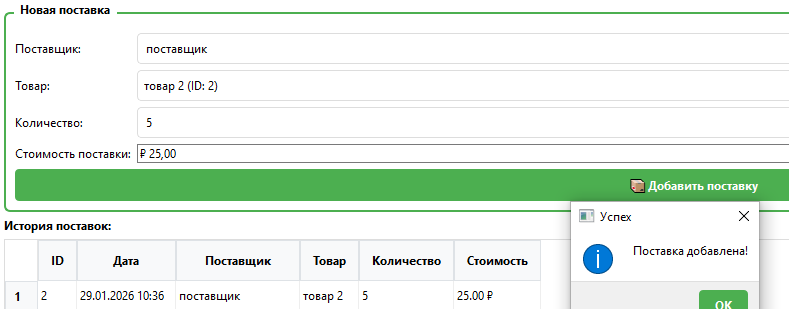 Новая поставка
Поставщик: поставщик
Товар: товар 2 (ID: 2)
Количество: 5
Стоимость поставки: ₽ 25,00
Добавить поставку
История поставок:
Успех
Поставка добавлена!
OK
ID Дата Поставщик Товар Количество Стоимость
1 2 29.01.2026 10:36 поставщик товар 2 5 25.00 ₽